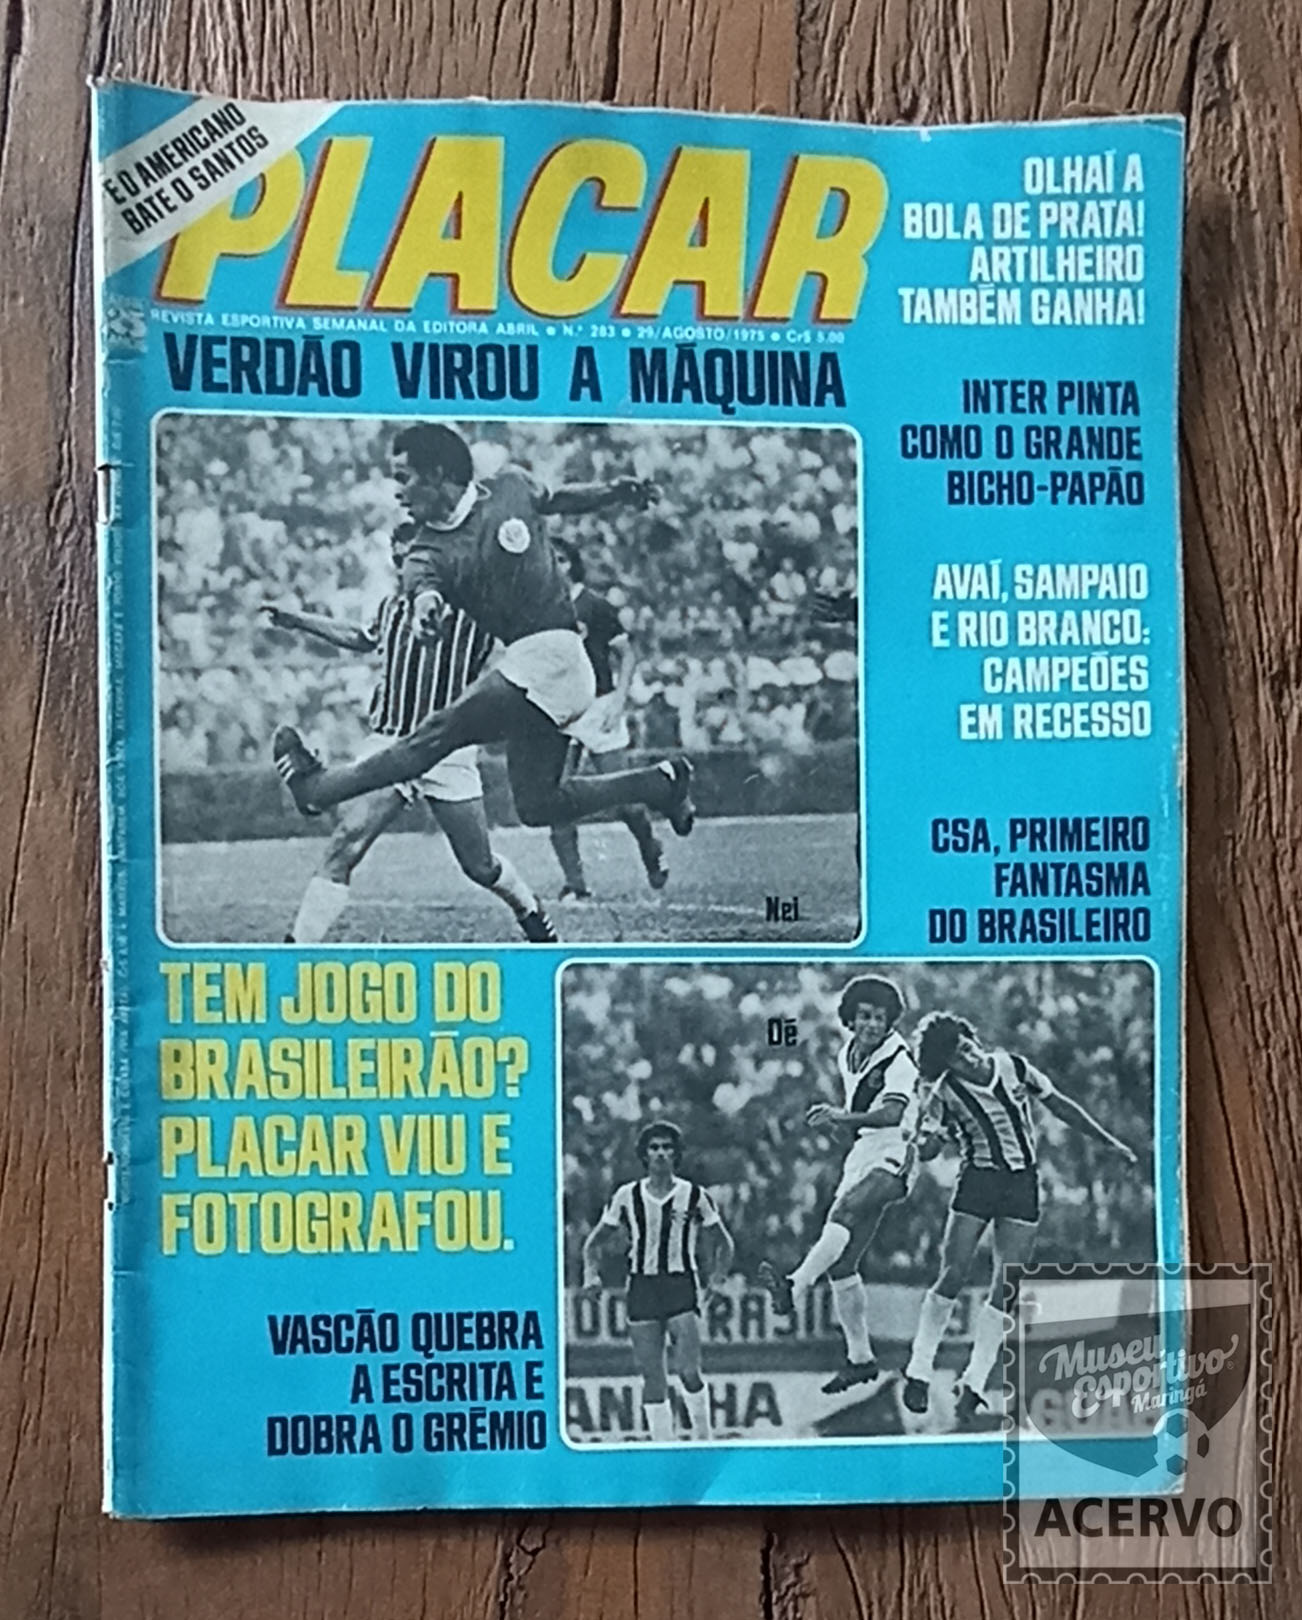 E O AMERICANO
BATE O SANTOS
PLACAR
REVISTA ESPORTIVA SEMANAL DA EDITORA ABRIL • N.º 283 • 29/AGOSTO/1975 • Cr$ 5,00
VERDÃO VIROU A MÁQUINA
OLHAÍ A
BOLA DE PRATA!
ARTILHEIRO
TAMBÉM GANHA!
INTER PINTA
COMO O GRANDE
BICHO-PAPÃO
AVAÍ, SAMPAIO
E RIO BRANCO:
CAMPEÕES
EM RECESSO
CSA, PRIMEIRO
FANTASMA
DO BRASILEIRO
Nei
TEM JOGO DO
BRASILEIRÃO?
PLACAR VIU E
FOTOGRAFOU.
Dé
VASCÃO QUEBRA
A ESCRITA E
DOBRA O GRÊMIO
Museu
Esportivo
Maringá
ACERVO